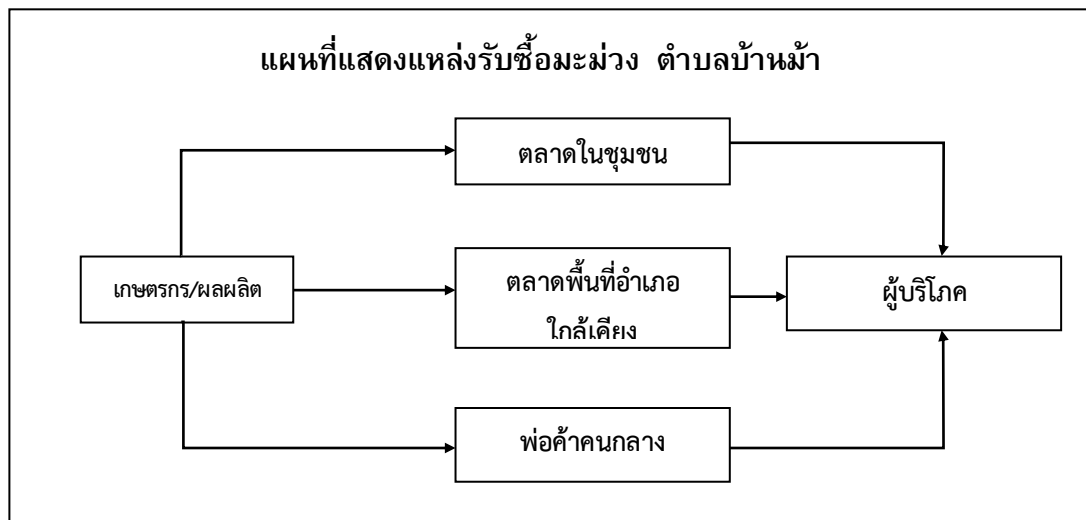 แผนที่แสดงแหล่งรับซื้อมะม่วง ตำบลบ้านม้า
ตลาดในชุมชน
เกษตรกร/ผลผลิต
ตลาดพื้นที่อำเภอ
ใกล้เคียง
ผู้บริโภค
พ่อค้าคนกลาง